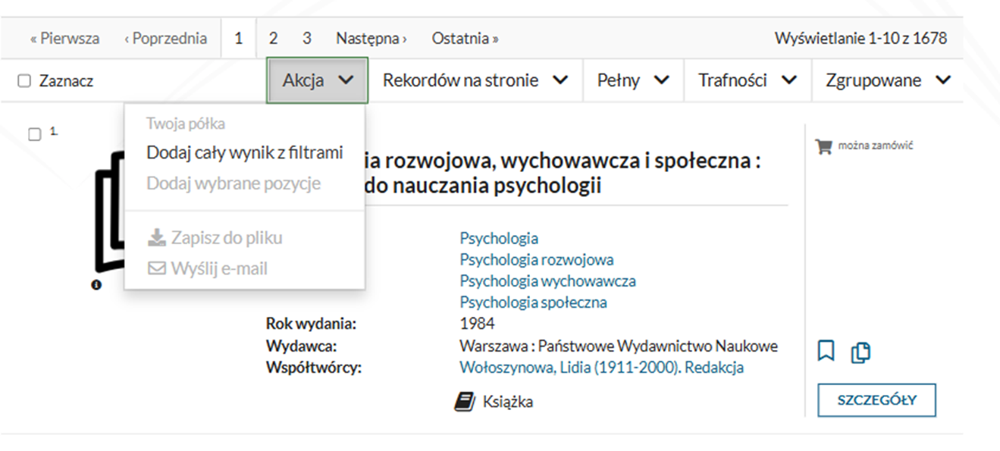 « Pierwsza ‹ Poprzednia 1 2 3 Następna › Ostatnia » Wyświetlanie 1-10 z 1678
Zaznacz Akcja Rekordów na stronie Pełny Trafności Zgrupowane
Twoja półka
Dodaj cały wynik z filtrami
Dodaj wybrane pozycje
Zapisz do pliku
Wyślij e-mail
1.
ia rozwojowa, wychowawcza i społeczna :
do nauczania psychologii
Psychologia
Psychologia rozwojowa
Psychologia wychowawcza
Psychologia społeczna
Rok wydania: 1984
Wydawca: Warszawa : Państwowe Wydawnictwo Naukowe
Współtwórcy: Wołoszynowa, Lidia (1911-2000). Redakcja
Książka
można zamówić
SZCZEGÓŁY